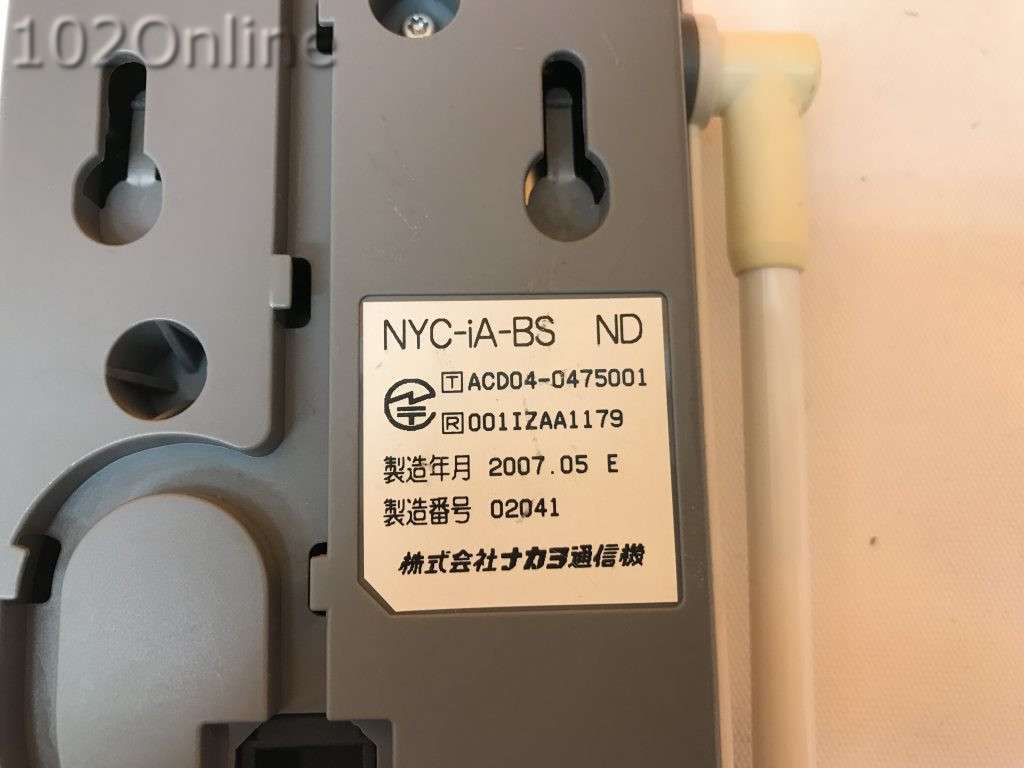 102Online
NYC-iA-BS ND
T ACD04-0475001
R 001IZAA1179
製造年月 2007.05 E
製造番号 02041
株式会社ナカヨ通信機